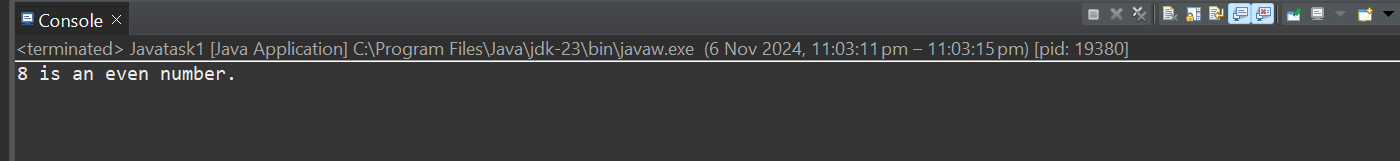 Console
<terminated> Javatask1 [Java Application] C:\Program Files\Java\jdk-23\bin\javaw.exe (6 Nov 2024, 11:03:11 pm – 11:03:15 pm) [pid: 19380]
8 is an even number.